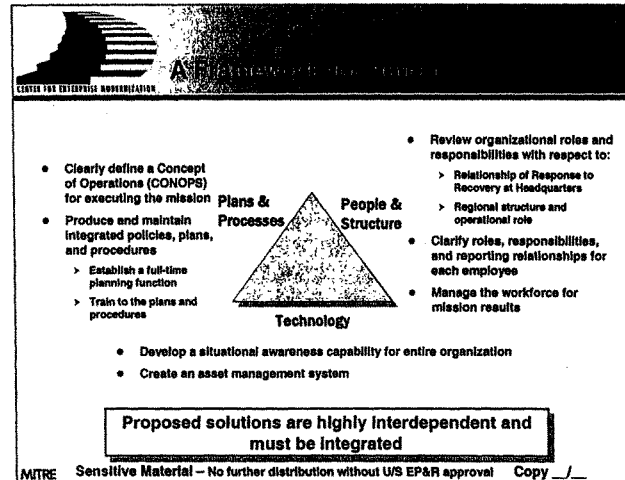 CENTER FOR ENTERPRISE MODERNIZATION
A Framework
• Clearly define a Concept
of Operations (CONOPS)
for executing the mission
• Produce and maintain
integrated policies, plans,
and procedures
> Establish a full-time
planning function
> Train to the plans and
procedures
Plans &
Processes
People &
Structure
Technology
• Review organizational roles and
responsibilities with respect to:
> Relationship of Response to
Recovery at Headquarters
> Regional structure and
operational role
• Clarify roles, responsibilities,
and reporting relationships for
each employee
• Manage the workforce for
mission results
• Develop a situational awareness capability for entire organization
• Create an asset management system
Proposed solutions are highly interdependent and
must be integrated
MITRE Sensitive Material – No further distribution without U/S EP&R approval Copy __/__